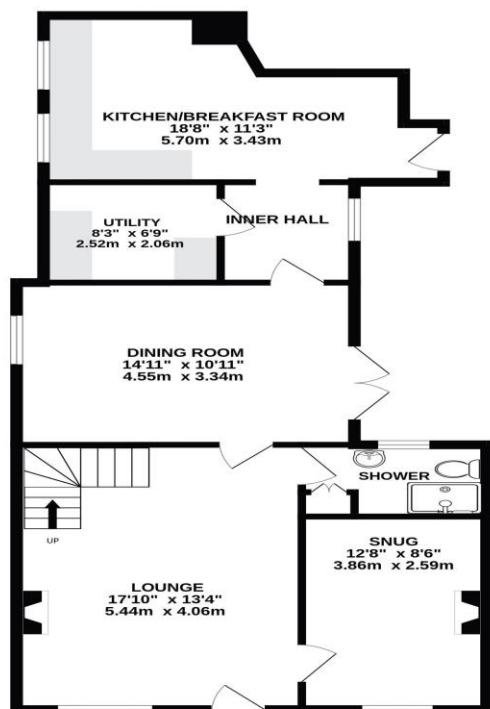 KITCHEN/BREAKFAST ROOM
18'8" x 11'3"
5.70m x 3.43m
UTILITY
8'3" x 6'9"
2.52m x 2.06m
INNER HALL
DINING ROOM
14'11" x 10'11"
4.55m x 3.34m
SHOWER
UP
SNUG
12'8" x 8'6"
3.86m x 2.59m
LOUNGE
17'10" x 13'4"
5.44m x 4.06m